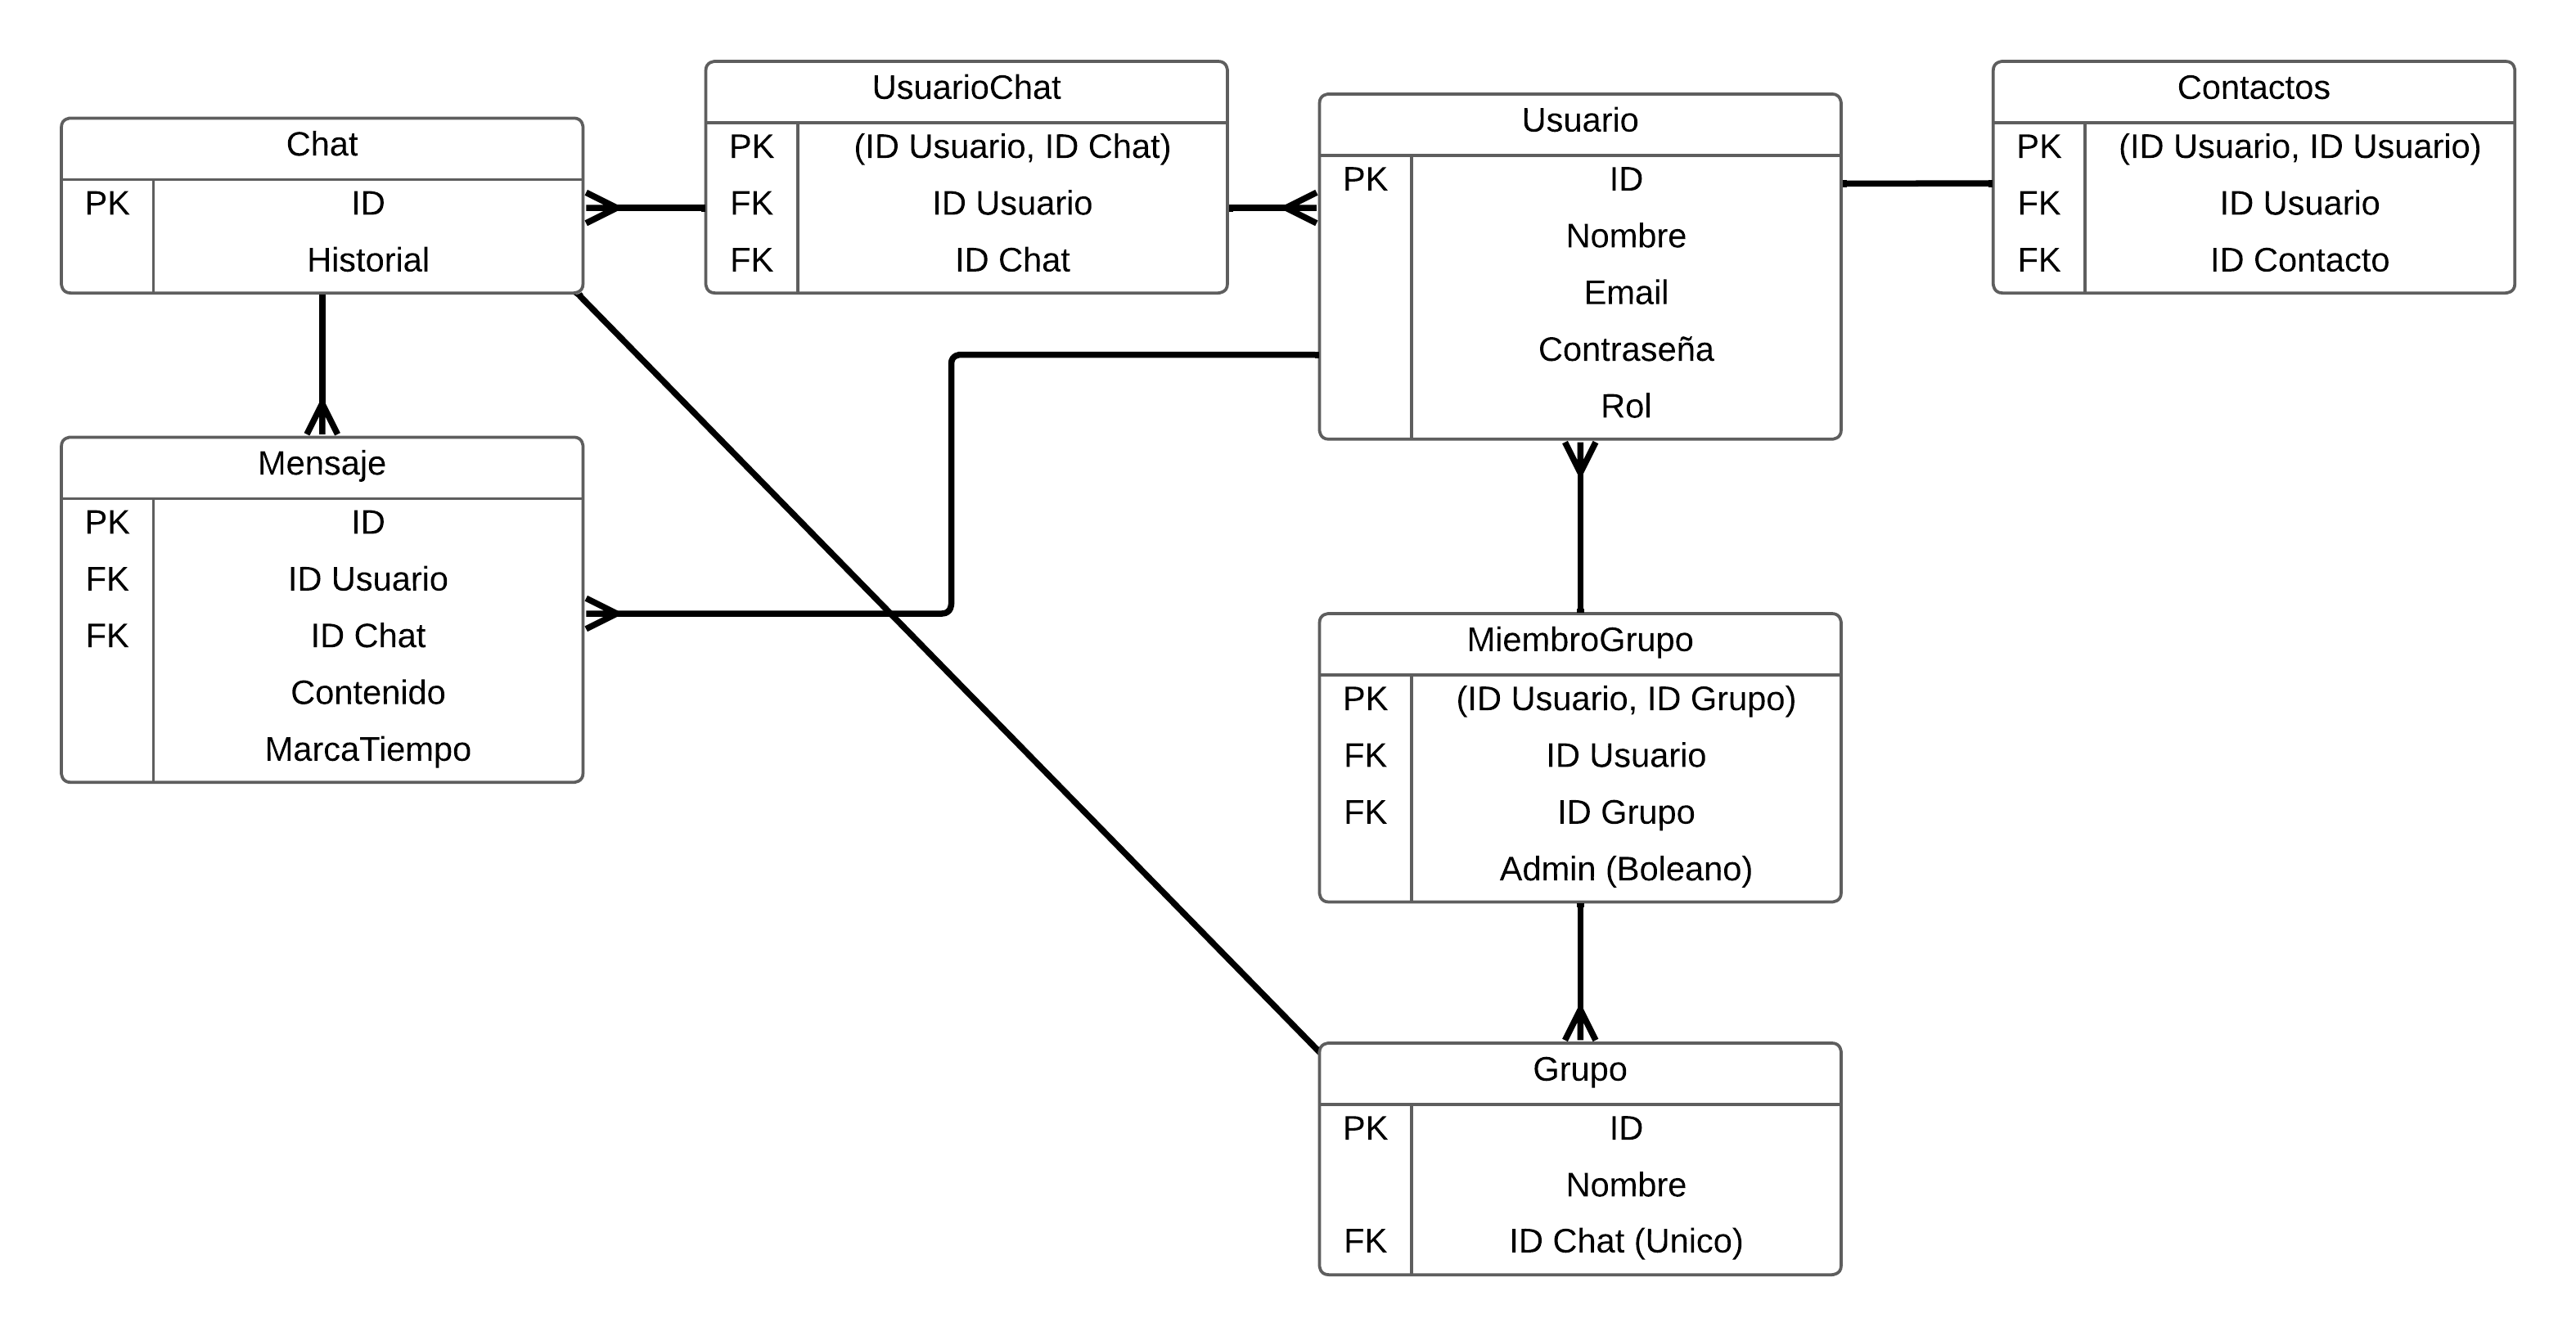 Chat
PK ID
Historial
UsuarioChat
PK (ID Usuario, ID Chat)
FK ID Usuario
FK ID Chat
Usuario
PK ID
Nombre
Email
Contraseña
Rol
Contactos
PK (ID Usuario, ID Usuario)
FK ID Usuario
FK ID Contacto
Mensaje
PK ID
FK ID Usuario
FK ID Chat
Contenido
MarcaTiempo
MiembroGrupo
PK (ID Usuario, ID Grupo)
FK ID Usuario
FK ID Grupo
Admin (Boleano)
Grupo
PK ID
Nombre
FK ID Chat (Unico)